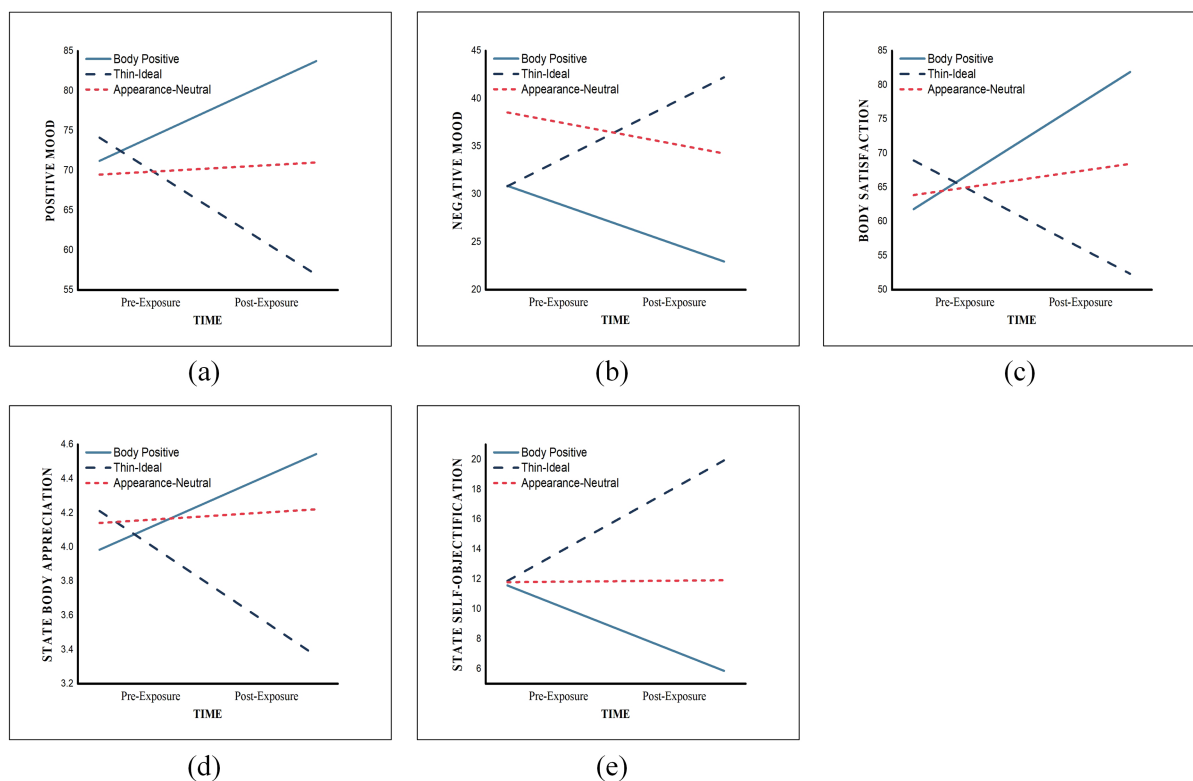 85
80
75
70
65
60
55
POSITIVE MOOD
Body Positive
Thin-Ideal
Appearance-Neutral
Pre-Exposure Post-Exposure
TIME
(a)
45
40
35
30
25
20
NEGATIVE MOOD
Body Positive
Thin-Ideal
Appearance-Neutral
Pre-Exposure Post-Exposure
TIME
(b)
85
80
75
70
65
60
55
50
BODY SATISFACTION
Body Positive
Thin-Ideal
Appearance-Neutral
Pre-Exposure Post-Exposure
TIME
(c)
4.6
4.4
4.2
4.0
3.8
3.6
3.4
3.2
STATE BODY APPRECIATION
Body Positive
Thin-Ideal
Appearance-Neutral
Pre-Exposure Post-Exposure
TIME
(d)
20
18
16
14
12
10
8
6
STATE SELF-OBJECTIFICATION
Body Positive
Thin-Ideal
Appearance-Neutral
Pre-Exposure Post-Exposure
TIME
(e)